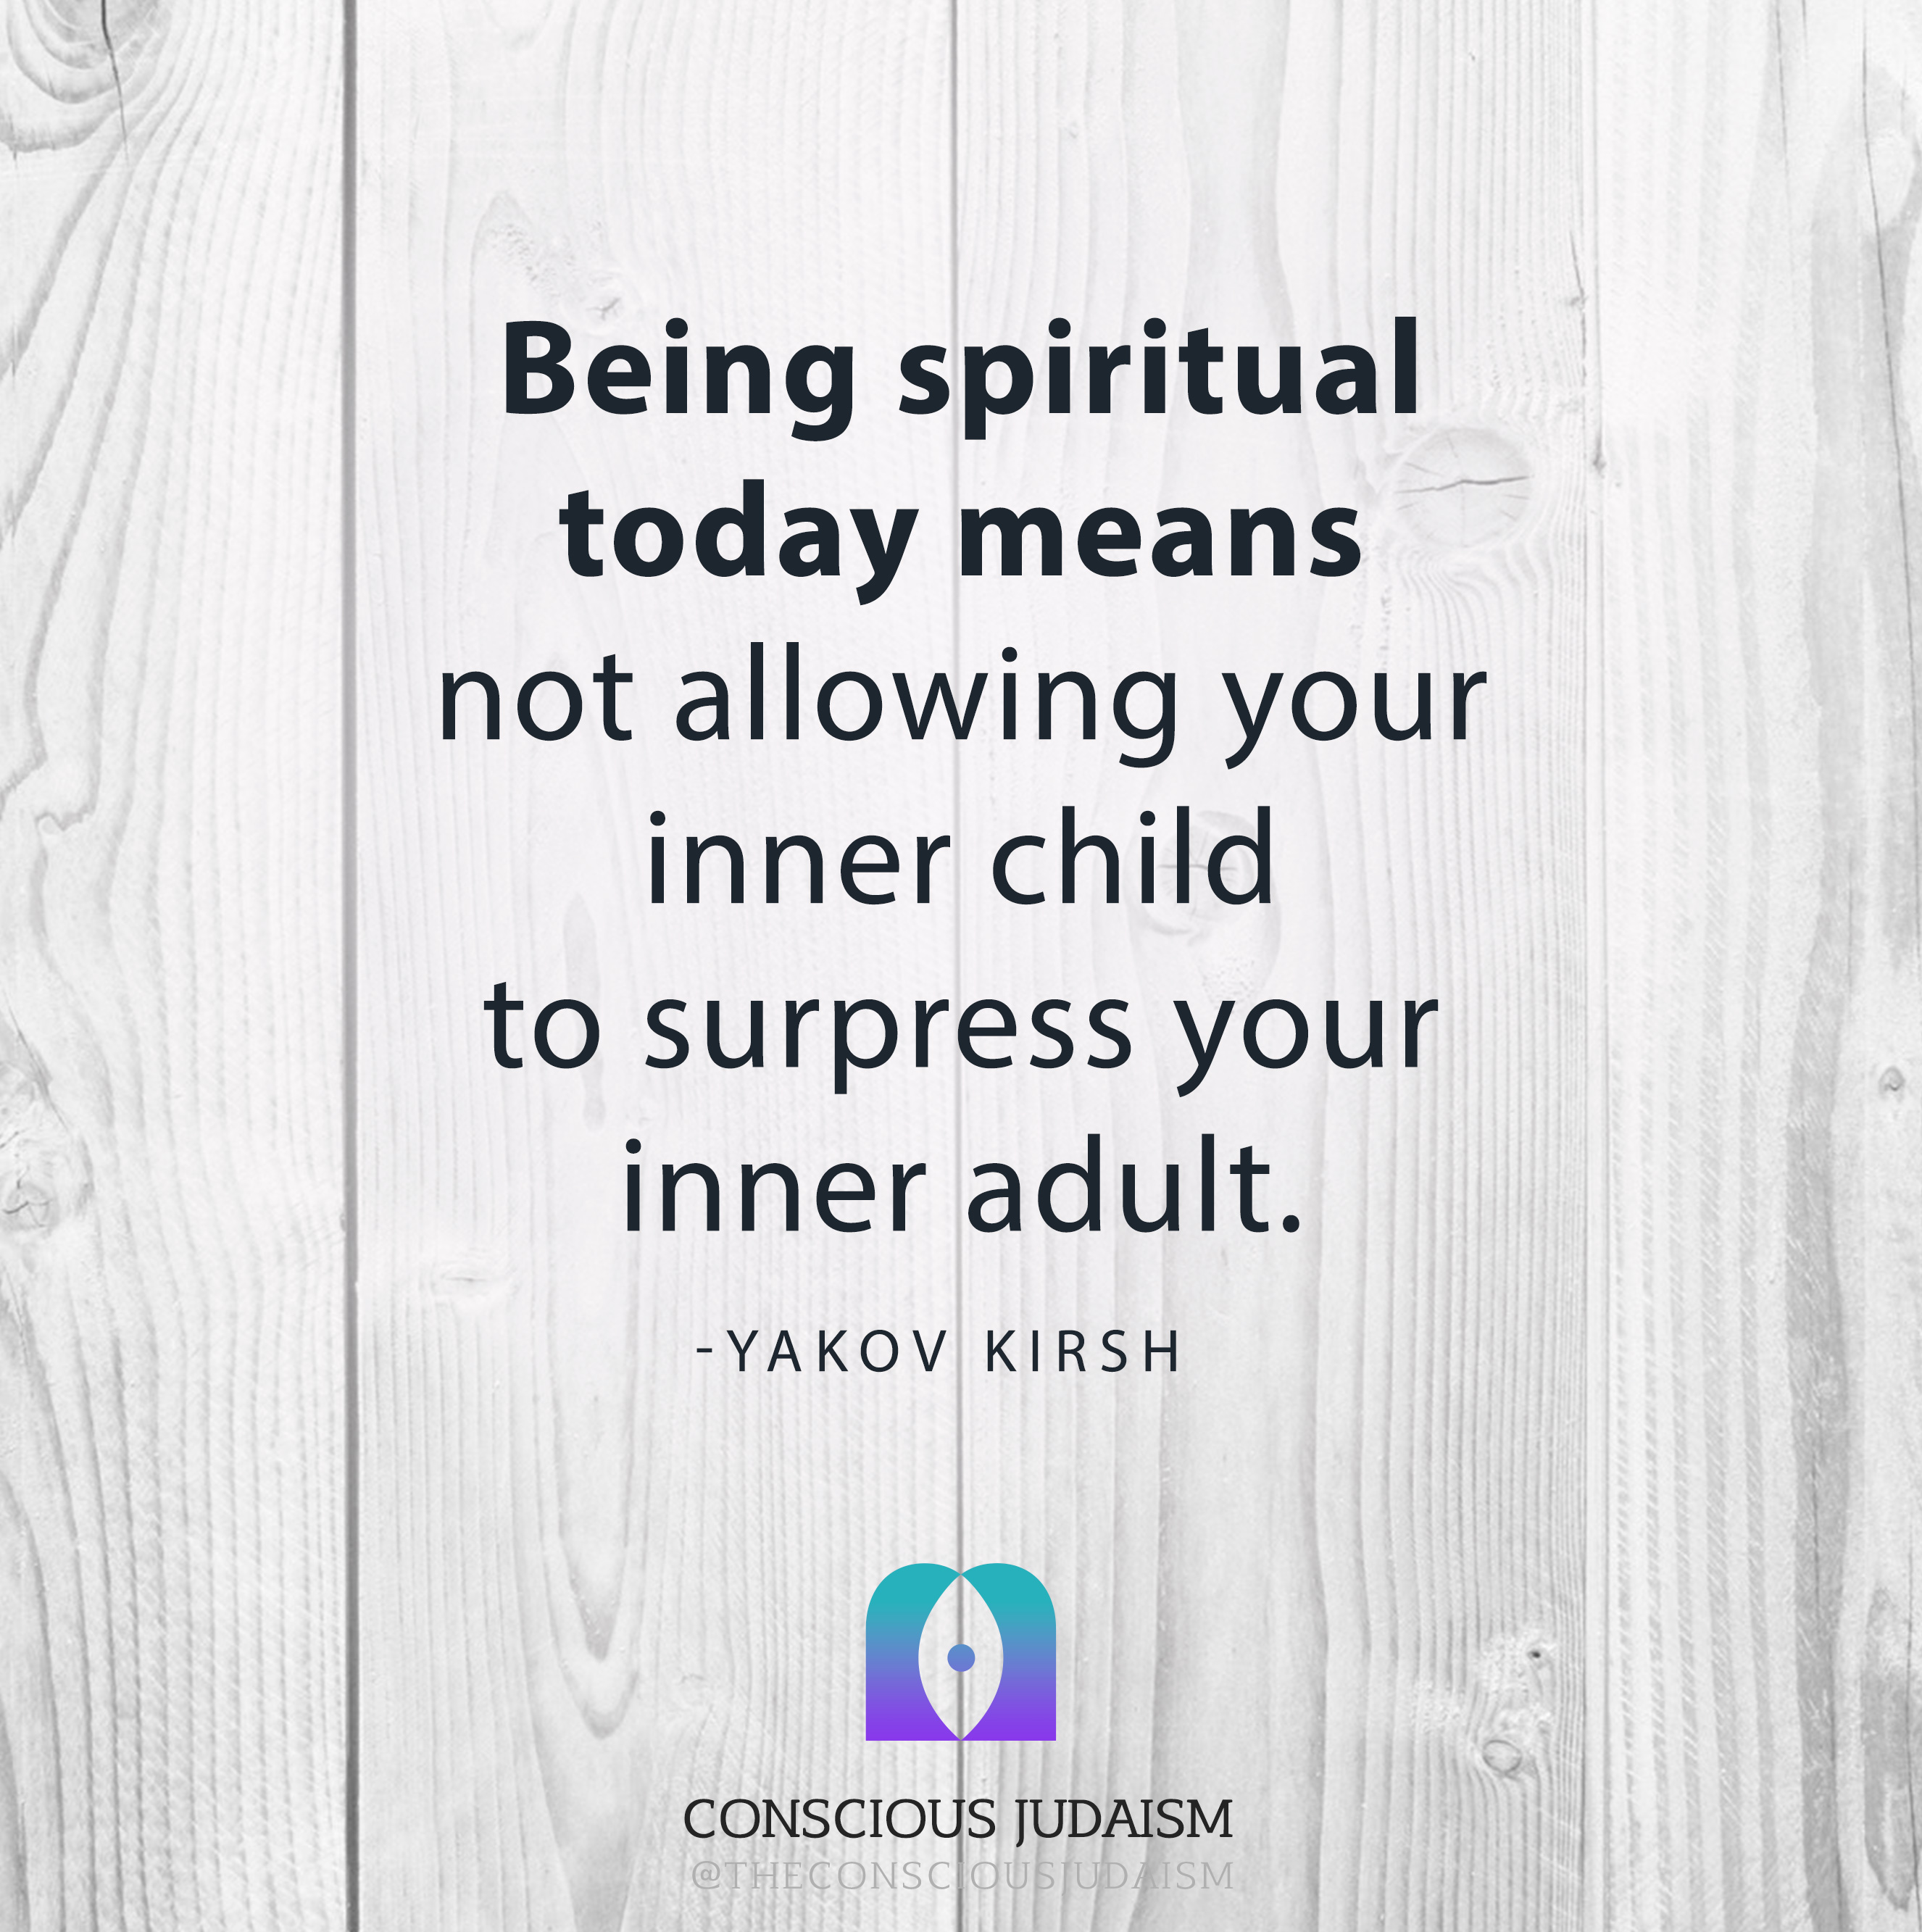 Being spiritual
today means
not allowing your
inner child
to surpress your
inner adult.
-YAKOV KIRSH
CONSCIOUS JUDAISM
@THECONSCIOUSJUDAISM